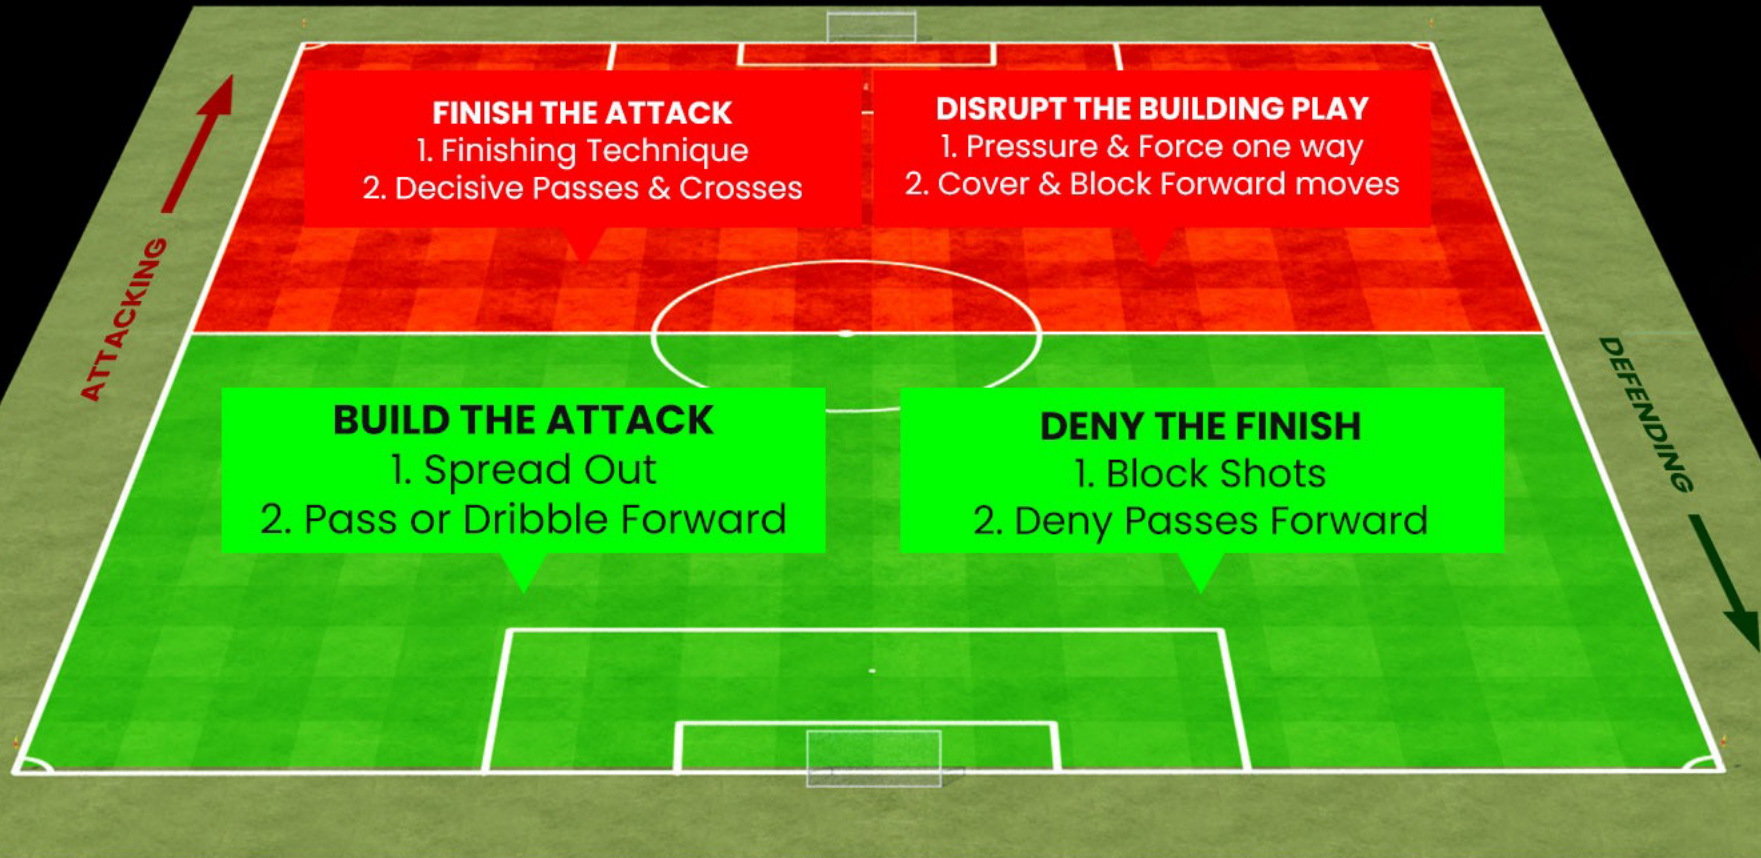 FINISH THE ATTACK
1. Finishing Technique
2. Decisive Passes & Crosses
DISRUPT THE BUILDING PLAY
1. Pressure & Force one way
2. Cover & Block Forward moves
ATTACKING
DEFENDING
BUILD THE ATTACK
1. Spread Out
2. Pass or Dribble Forward
DENY THE FINISH
1. Block Shots
2. Deny Passes Forward